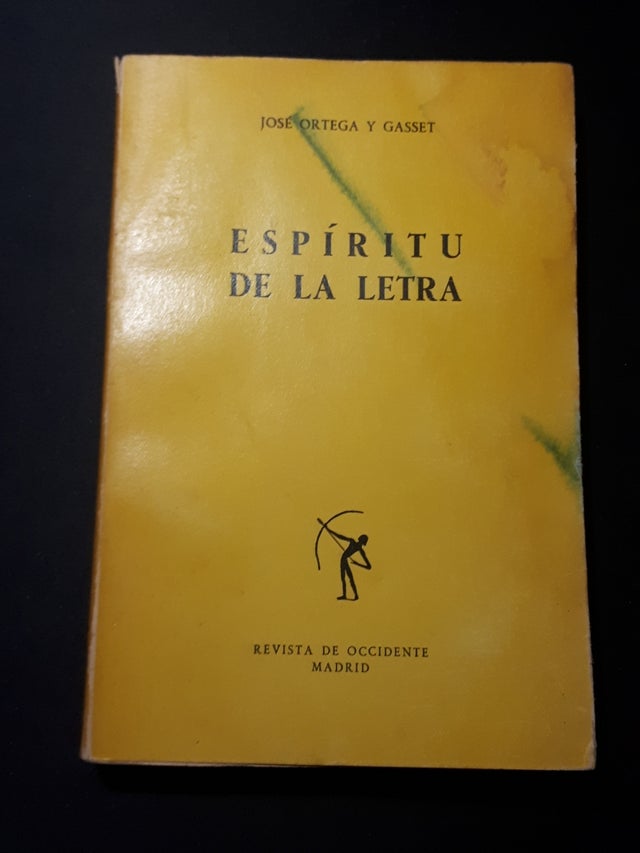 JOSÉ ORTEGA Y GASSET
ESPÍRITU
DE LA LETRA
REVISTA DE OCCIDENTE
MADRID